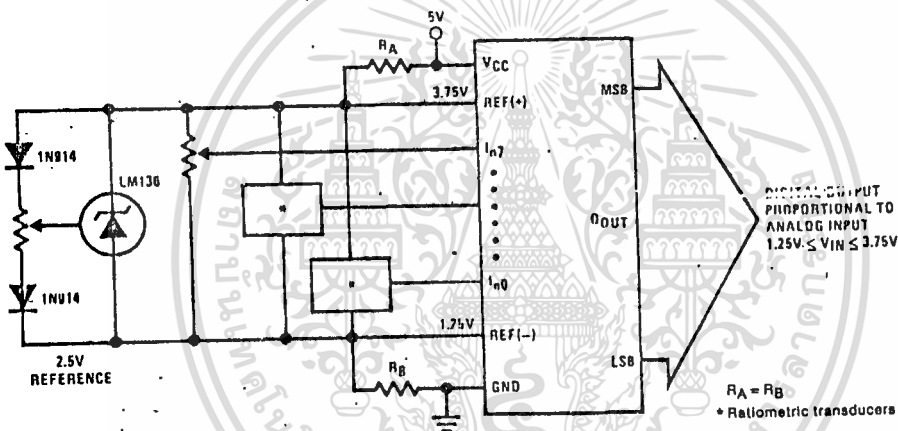 5V
RA
VCC
MSB
3.75V
REF(+)
1N914
In7
LM136
*
QOUT
DIGITAL OUTPUT
PROPORTIONAL TO
ANALOG INPUT
1.25V ≤ VIN ≤ 3.75V
*
1N914
In0
1.25V
REF(−)
2.5V
REFERENCE
LSB
RB
GND
RA = RB
* Ratiometric transducers